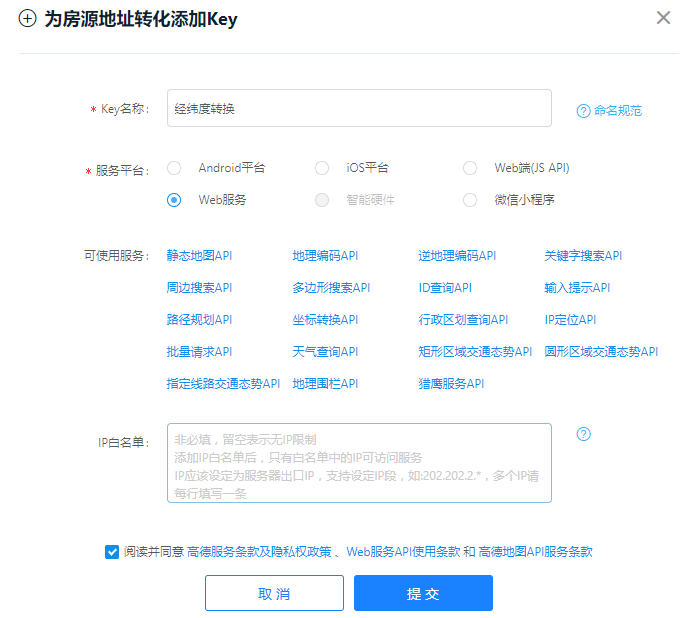 为房源地址转化添加Key
* Key名称： 经纬度转换 命名规范
* 服务平台： Android平台 iOS平台 Web端(JS API)
Web服务 智能硬件 微信小程序
可使用服务： 静态地图API 地理编码API 逆地理编码API 关键字搜索API
周边搜索API 多边形搜索API ID查询API 输入提示API
路径规划API 坐标转换API 行政区划查询API IP定位API
批量请求API 天气查询API 矩形区域交通态势API 圆形区域交通态势API
指定线路交通态势API 地理围栏API 猎鹰服务API
IP白名单： 非必填，留空表示无IP限制
添加IP白名单后，只有白名单中的IP可访问服务
IP应该设定为服务器出口IP，支持设定IP段，如:202.202.2.*，多个IP请
每行填写一条
阅读并同意 高德服务条款及隐私权政策 、Web服务API使用条款 和 高德地图API服务条款
取消 提交